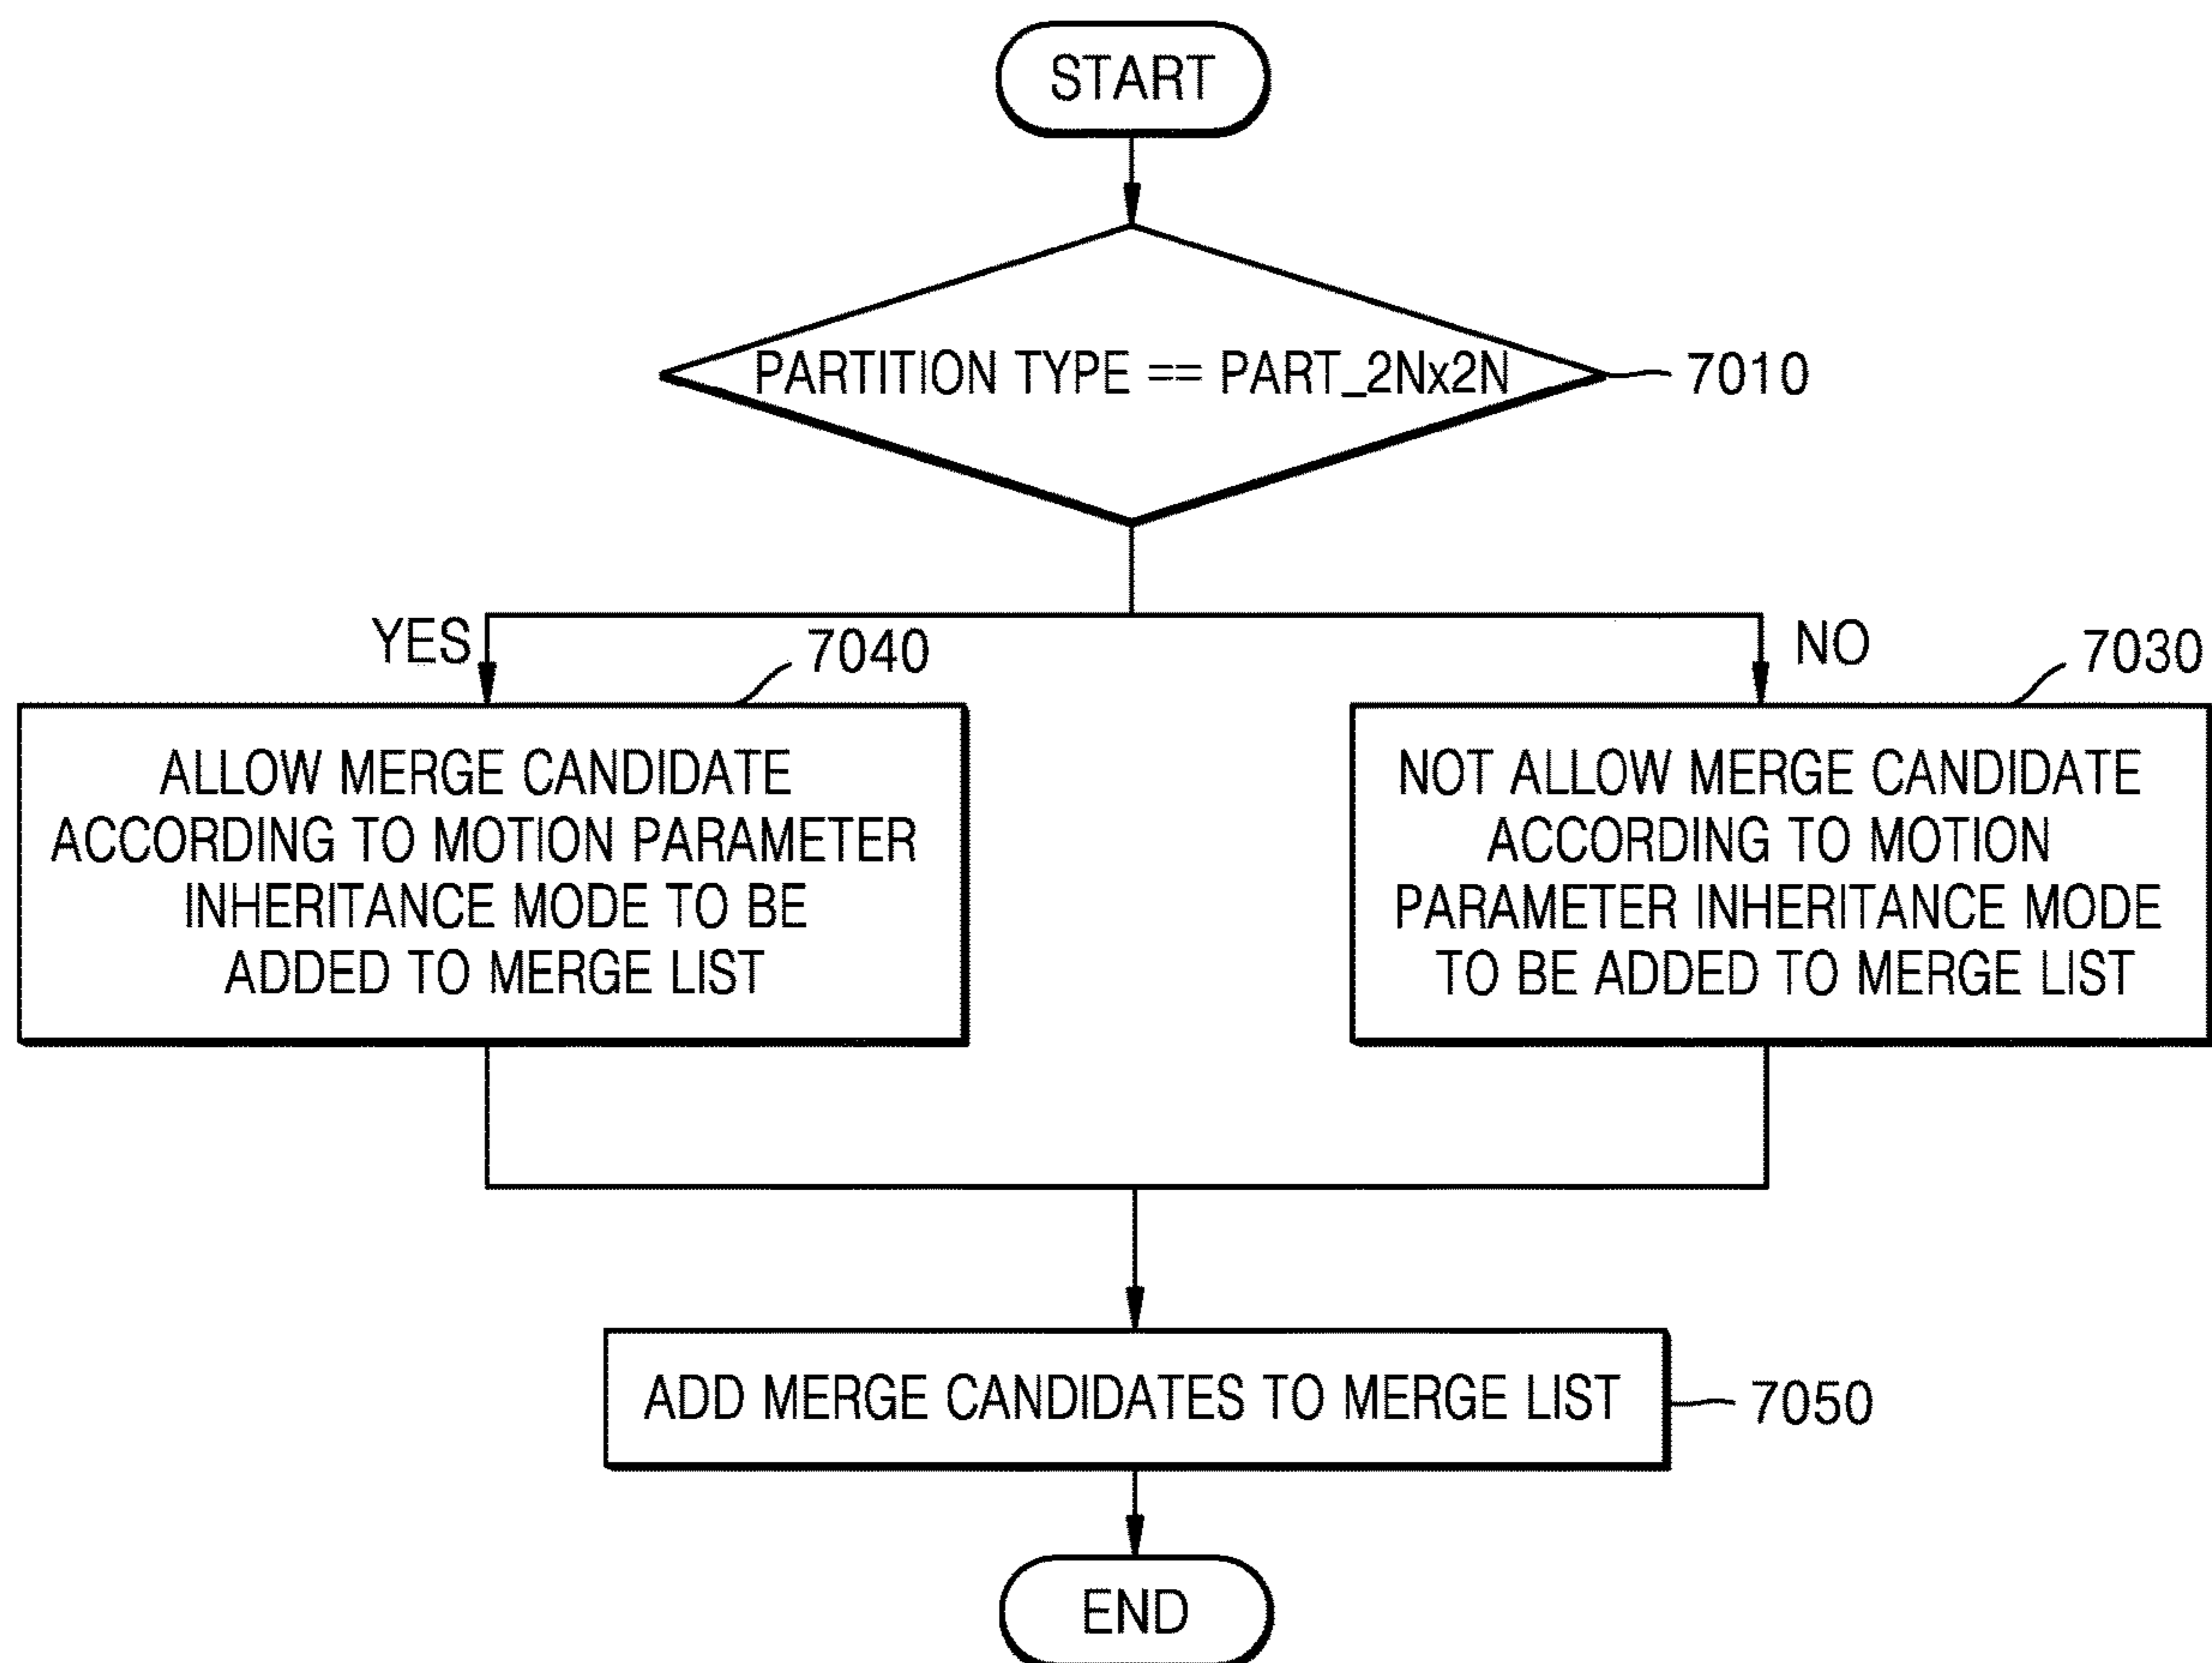 START
PARTITION TYPE == PART_2Nx2N
7010
YES
7040
NO
7030
ALLOW MERGE CANDIDATE
ACCORDING TO MOTION PARAMETER
INHERITANCE MODE TO BE
ADDED TO MERGE LIST
NOT ALLOW MERGE CANDIDATE
ACCORDING TO MOTION
PARAMETER INHERITANCE MODE
TO BE ADDED TO MERGE LIST
ADD MERGE CANDIDATES TO MERGE LIST
7050
END